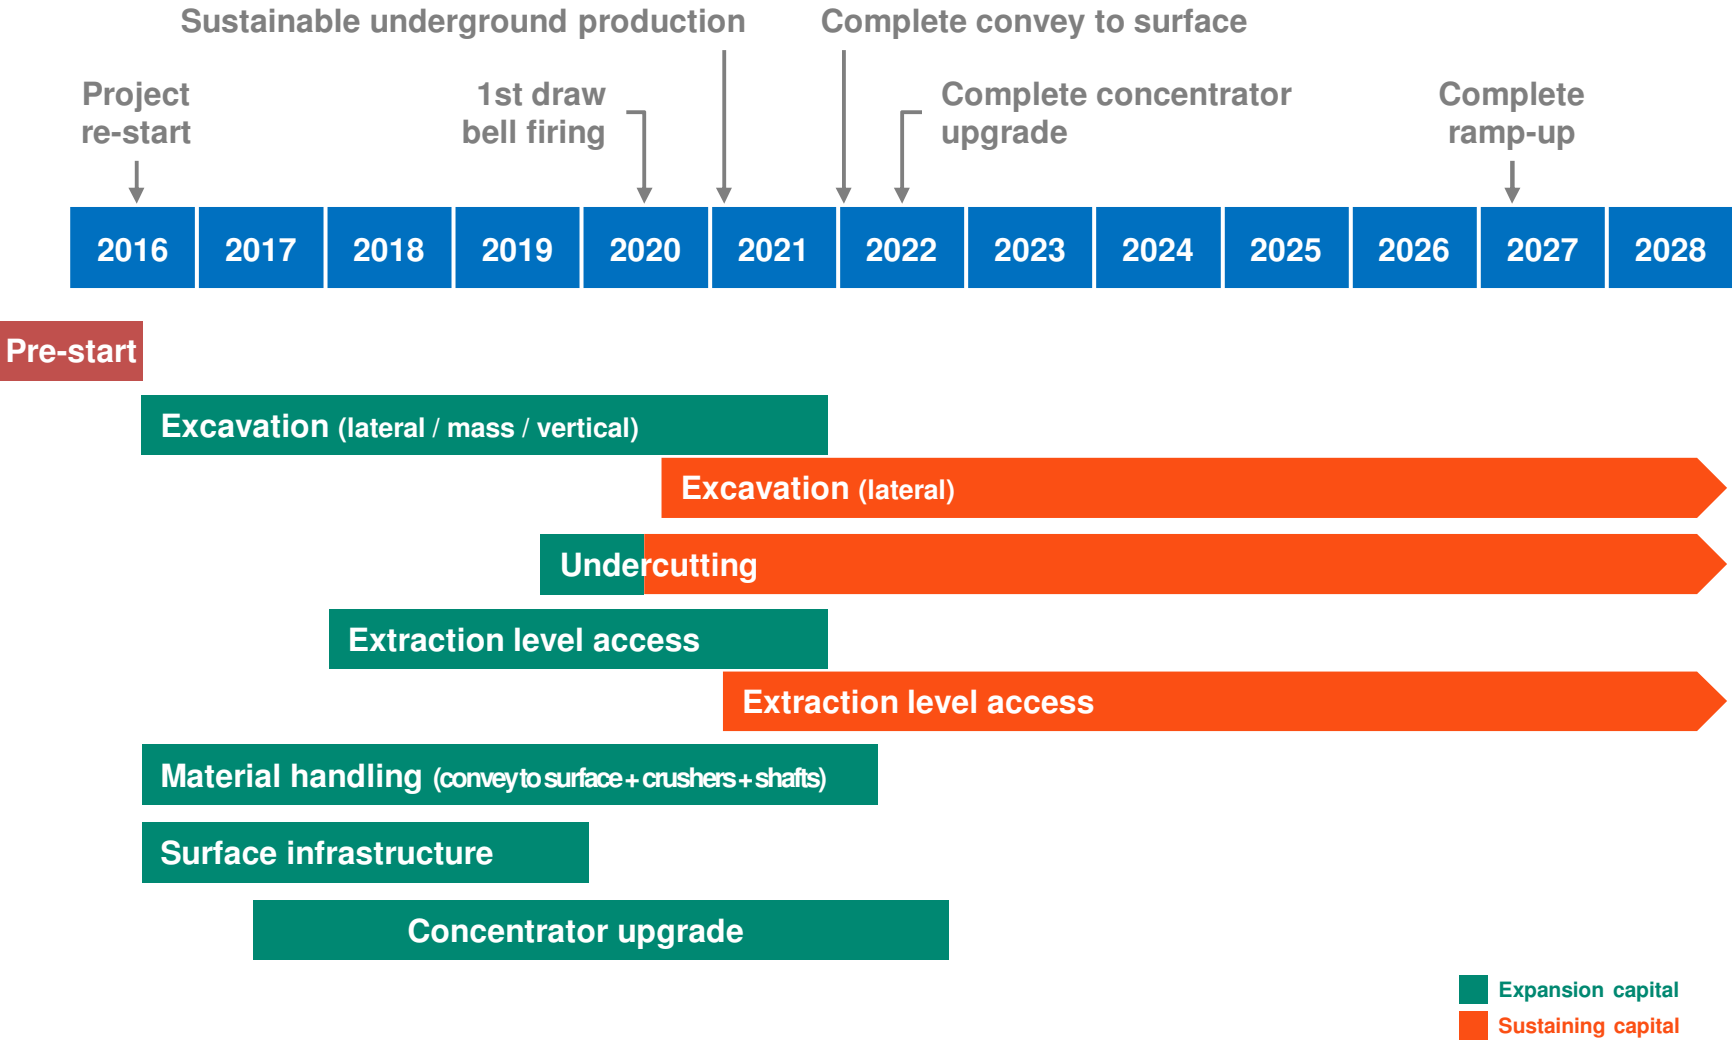 Sustainable underground production
Complete convey to surface
Project
re-start
1st draw
bell firing
Complete concentrator
upgrade
Complete
ramp-up
2016 2017 2018 2019 2020 2021 2022 2023 2024 2025 2026 2027 2028
Pre-start
Excavation (lateral / mass / vertical)
Excavation (lateral)
Undercutting
Extraction level access
Extraction level access
Material handling (convey to surface + crushers + shafts)
Surface infrastructure
Concentrator upgrade
Expansion capital
Sustaining capital